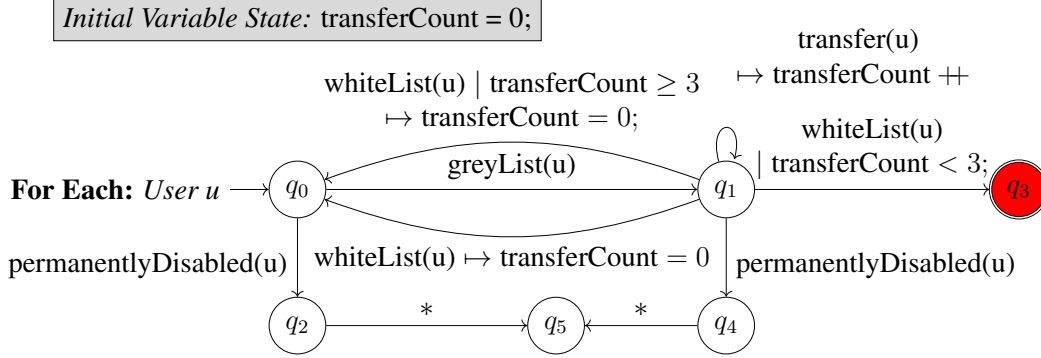 Initial Variable State: transferCount = 0;
transfer(u)
↦ transferCount ++
whiteList(u) | transferCount ≥ 3
↦ transferCount = 0;
whiteList(u)
| transferCount < 3;
greyList(u)
For Each: User u
q0
q1
q3
permanentlyDisabled(u)
whiteList(u) ↦ transferCount = 0
permanentlyDisabled(u)
q2
*
q5
*
q4